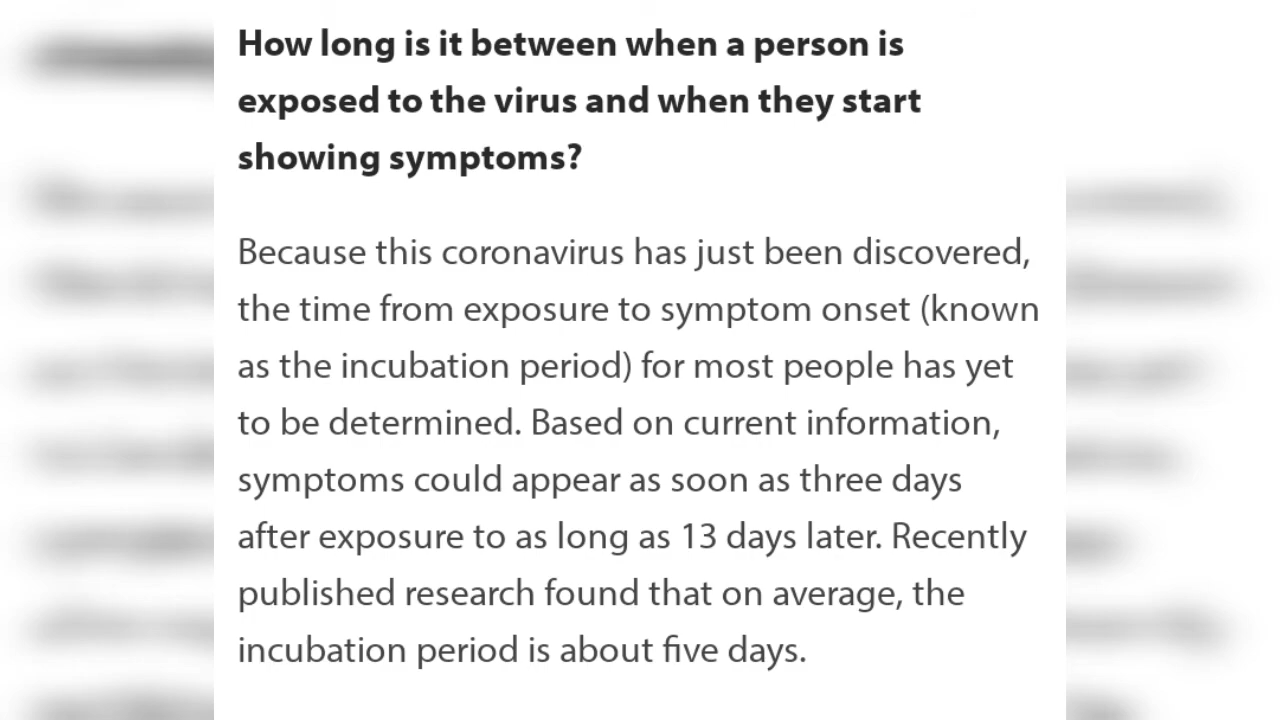 How long is it between when a person is
exposed to the virus and when they start
showing symptoms?
Because this coronavirus has just been discovered,
the time from exposure to symptom onset (known
as the incubation period) for most people has yet
to be determined. Based on current information,
symptoms could appear as soon as three days
after exposure to as long as 13 days later. Recently
published research found that on average, the
incubation period is about five days.